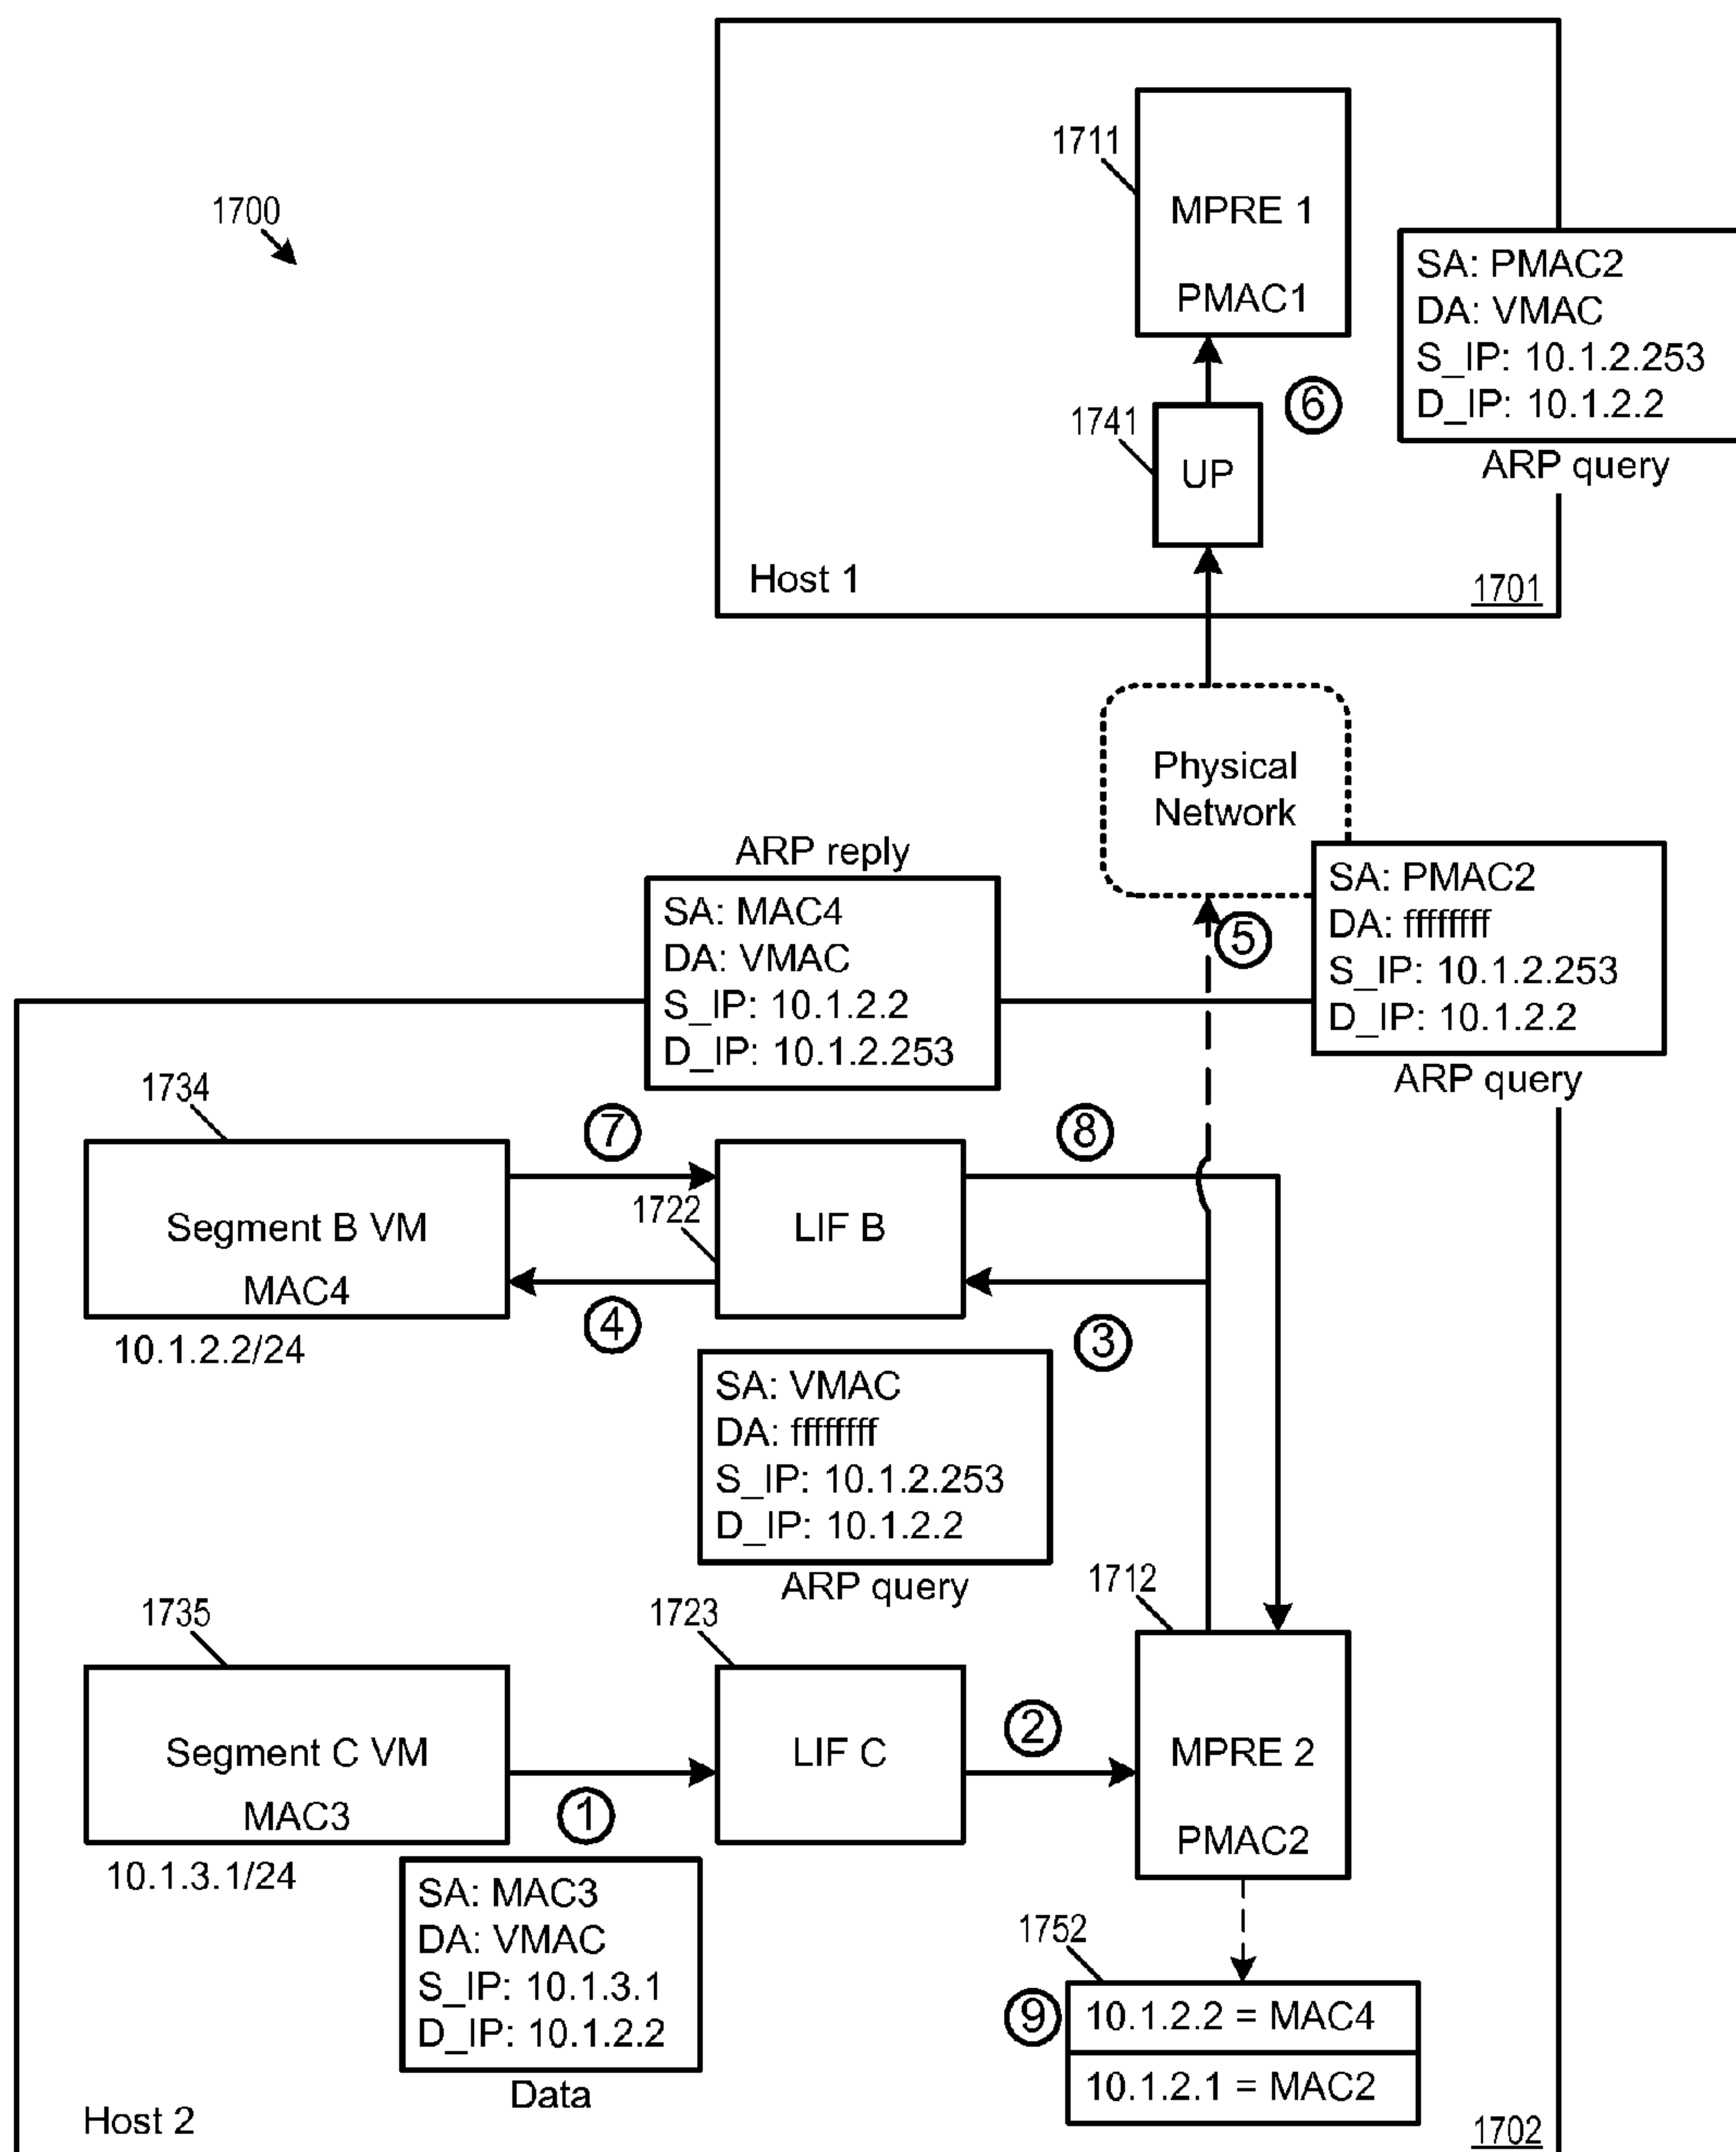 1700
1711
MPRE 1
PMAC1
SA: PMAC2
DA: VMAC
S_IP: 10.1.2.253
D_IP: 10.1.2.2
ARP query
6
1741
UP
Host 1
1701
Physical
Network
ARP reply
SA: MAC4
DA: VMAC
S_IP: 10.1.2.2
D_IP: 10.1.2.253
5
SA: PMAC2
DA: ffffffff
S_IP: 10.1.2.253
D_IP: 10.1.2.2
ARP query
1734
7
8
Segment B VM
MAC4
10.1.2.2/24
1722
LIF B
4
3
SA: VMAC
DA: ffffffff
S_IP: 10.1.2.253
D_IP: 10.1.2.2
ARP query
1735
1723
1712
Segment C VM
MAC3
10.1.3.1/24
LIF C
2
MPRE 2
PMAC2
1
SA: MAC3
DA: VMAC
S_IP: 10.1.3.1
D_IP: 10.1.2.2
Data
1752
9
10.1.2.2 = MAC4
10.1.2.1 = MAC2
Host 2
1702